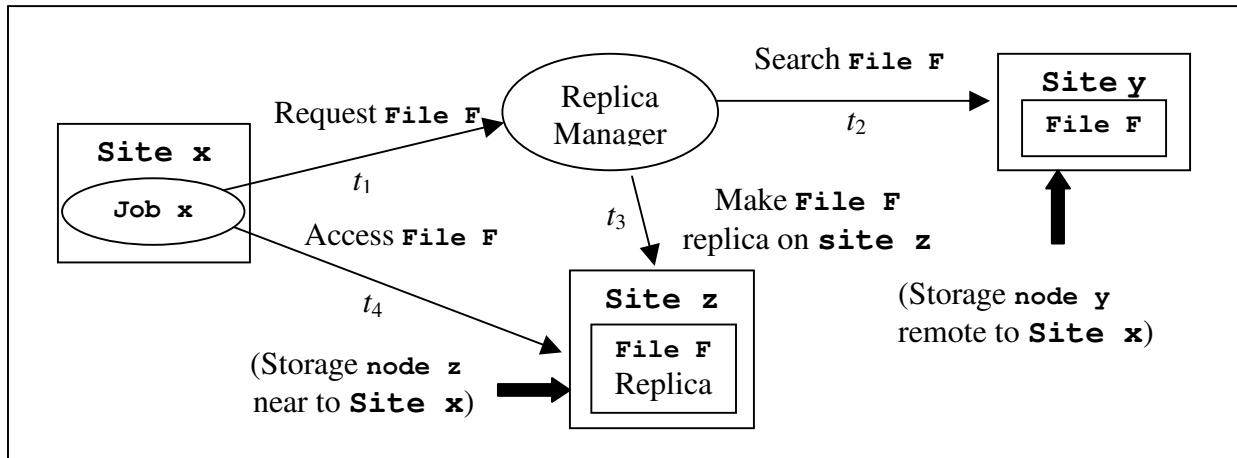 Search File F
Request File F
Replica
Manager
Site y
File F
t2
Site x
Job x
t1
t3
Make File F
replica on site z
Access File F
t4
Site z
File F
Replica
(Storage node y
remote to Site x)
(Storage node z
near to Site x)